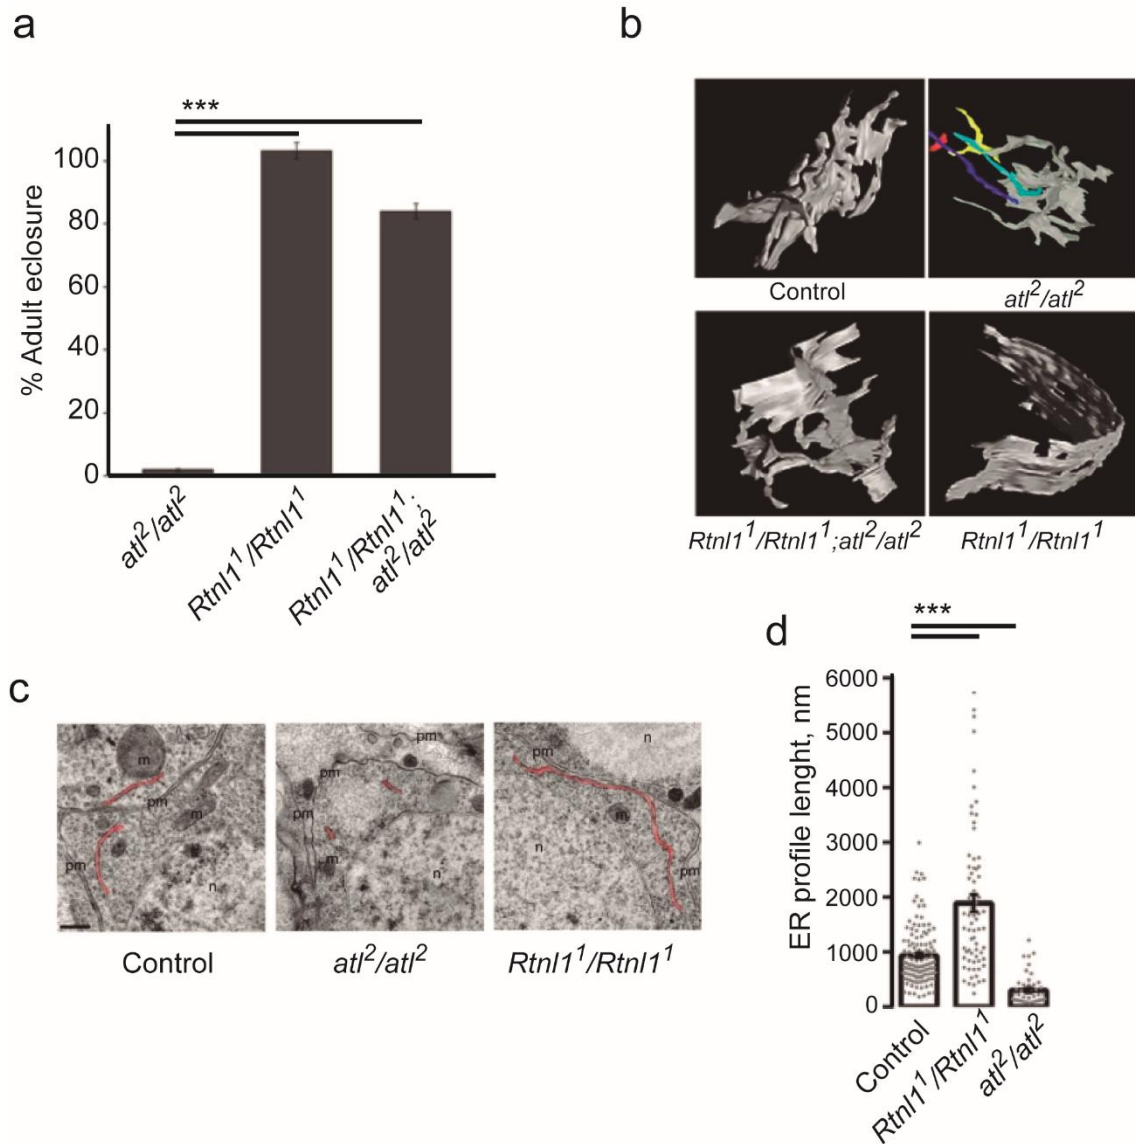 a
***
% Adult eclosure
100
80
60
40
20
0
atl²/atl²
Rtnl1¹/Rtnl1¹
Rtnl1¹/Rtnl1¹;
atl²/atl²
b
Control
atl²/atl²
Rtnl1¹/Rtnl1¹;atl²/atl²
Rtnl1¹/Rtnl1¹
c
m
pm
m
pm
n
pm
pm
pm
m
n
n
pm
m
n
pm
Control
atl²/atl²
Rtnl1¹/Rtnl1¹
d
***
ER profile lenght, nm
6000
5000
4000
3000
2000
1000
0
Control
Rtnl1¹/Rtnl1¹
atl²/atl²